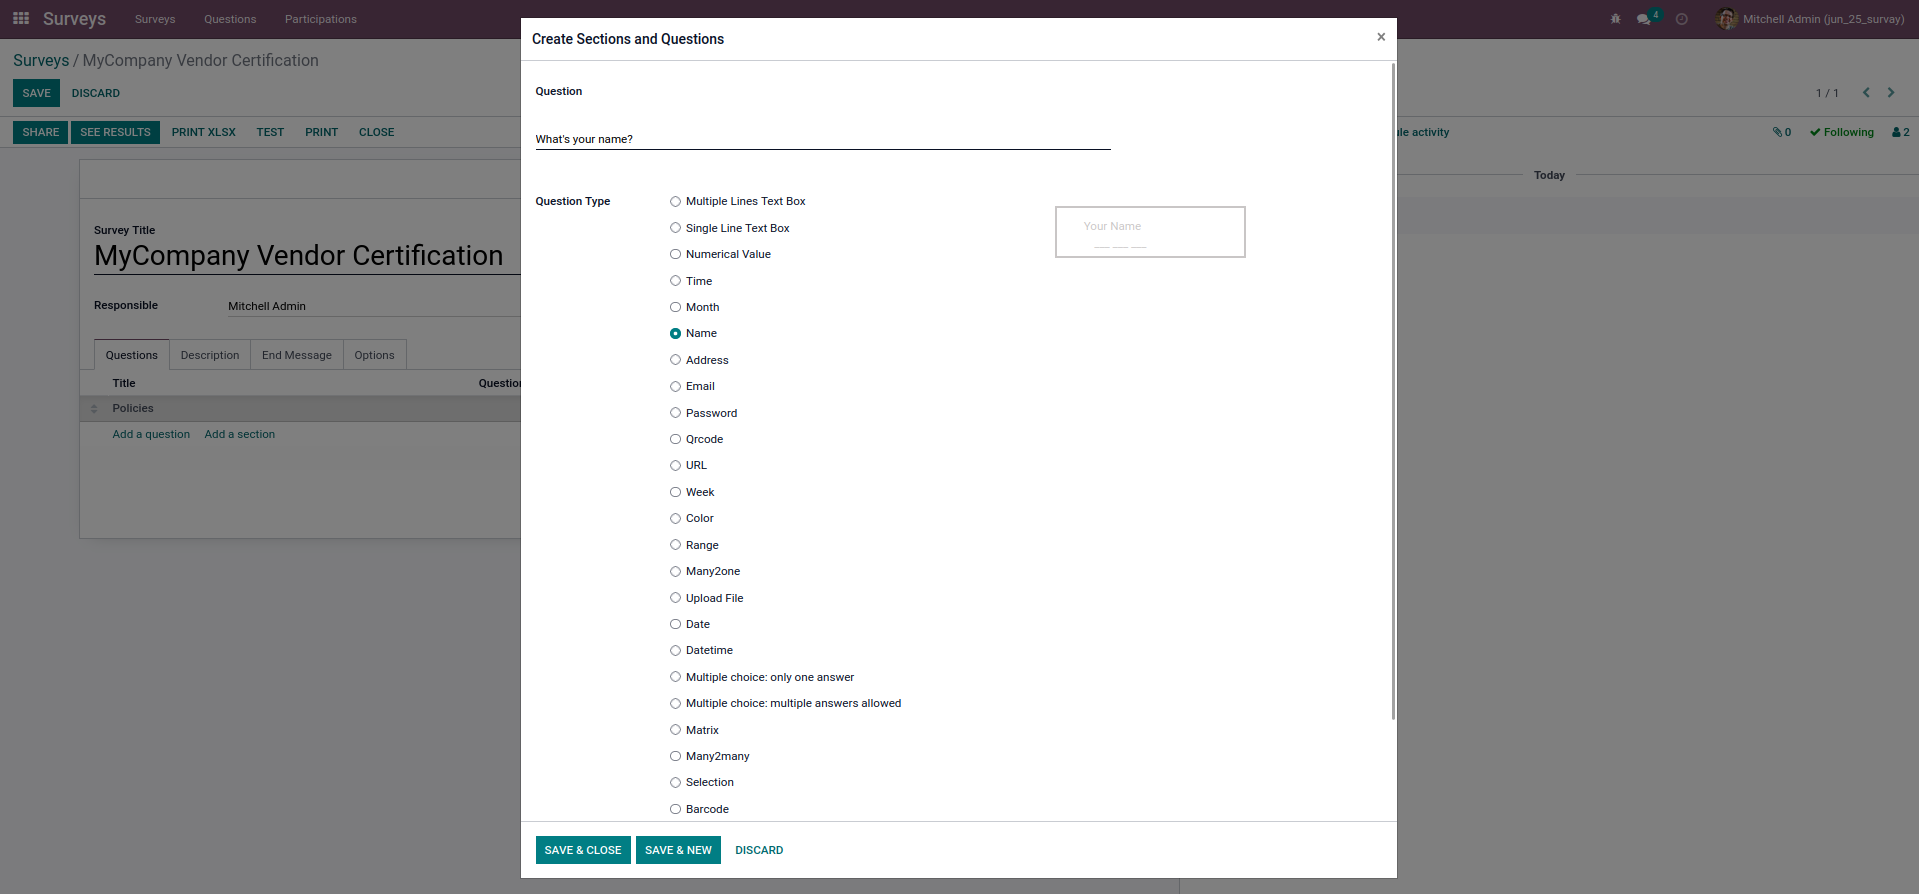 Surveys Surveys Questions Participations 4 Mitchell Admin (jun_25_survay)
Surveys / MyCompany Vendor Certification
SAVE DISCARD 1 / 1
SHARE SEE RESULTS PRINT XLSX TEST PRINT CLOSE activity 0 Following 2
Today
Survey Title
MyCompany Vendor Certification
Responsible Mitchell Admin
Questions Description End Message Options
Title
Policies
Add a question Add a section
Create Sections and Questions ×
Question
What's your name?
Question Type
Multiple Lines Text Box
Single Line Text Box
Numerical Value
Time
Month
Name
Address
Email
Password
Qrcode
URL
Week
Color
Range
Many2one
Upload File
Date
Datetime
Multiple choice: only one answer
Multiple choice: multiple answers allowed
Matrix
Many2many
Selection
Barcode
Your Name
SAVE & CLOSE SAVE & NEW DISCARD